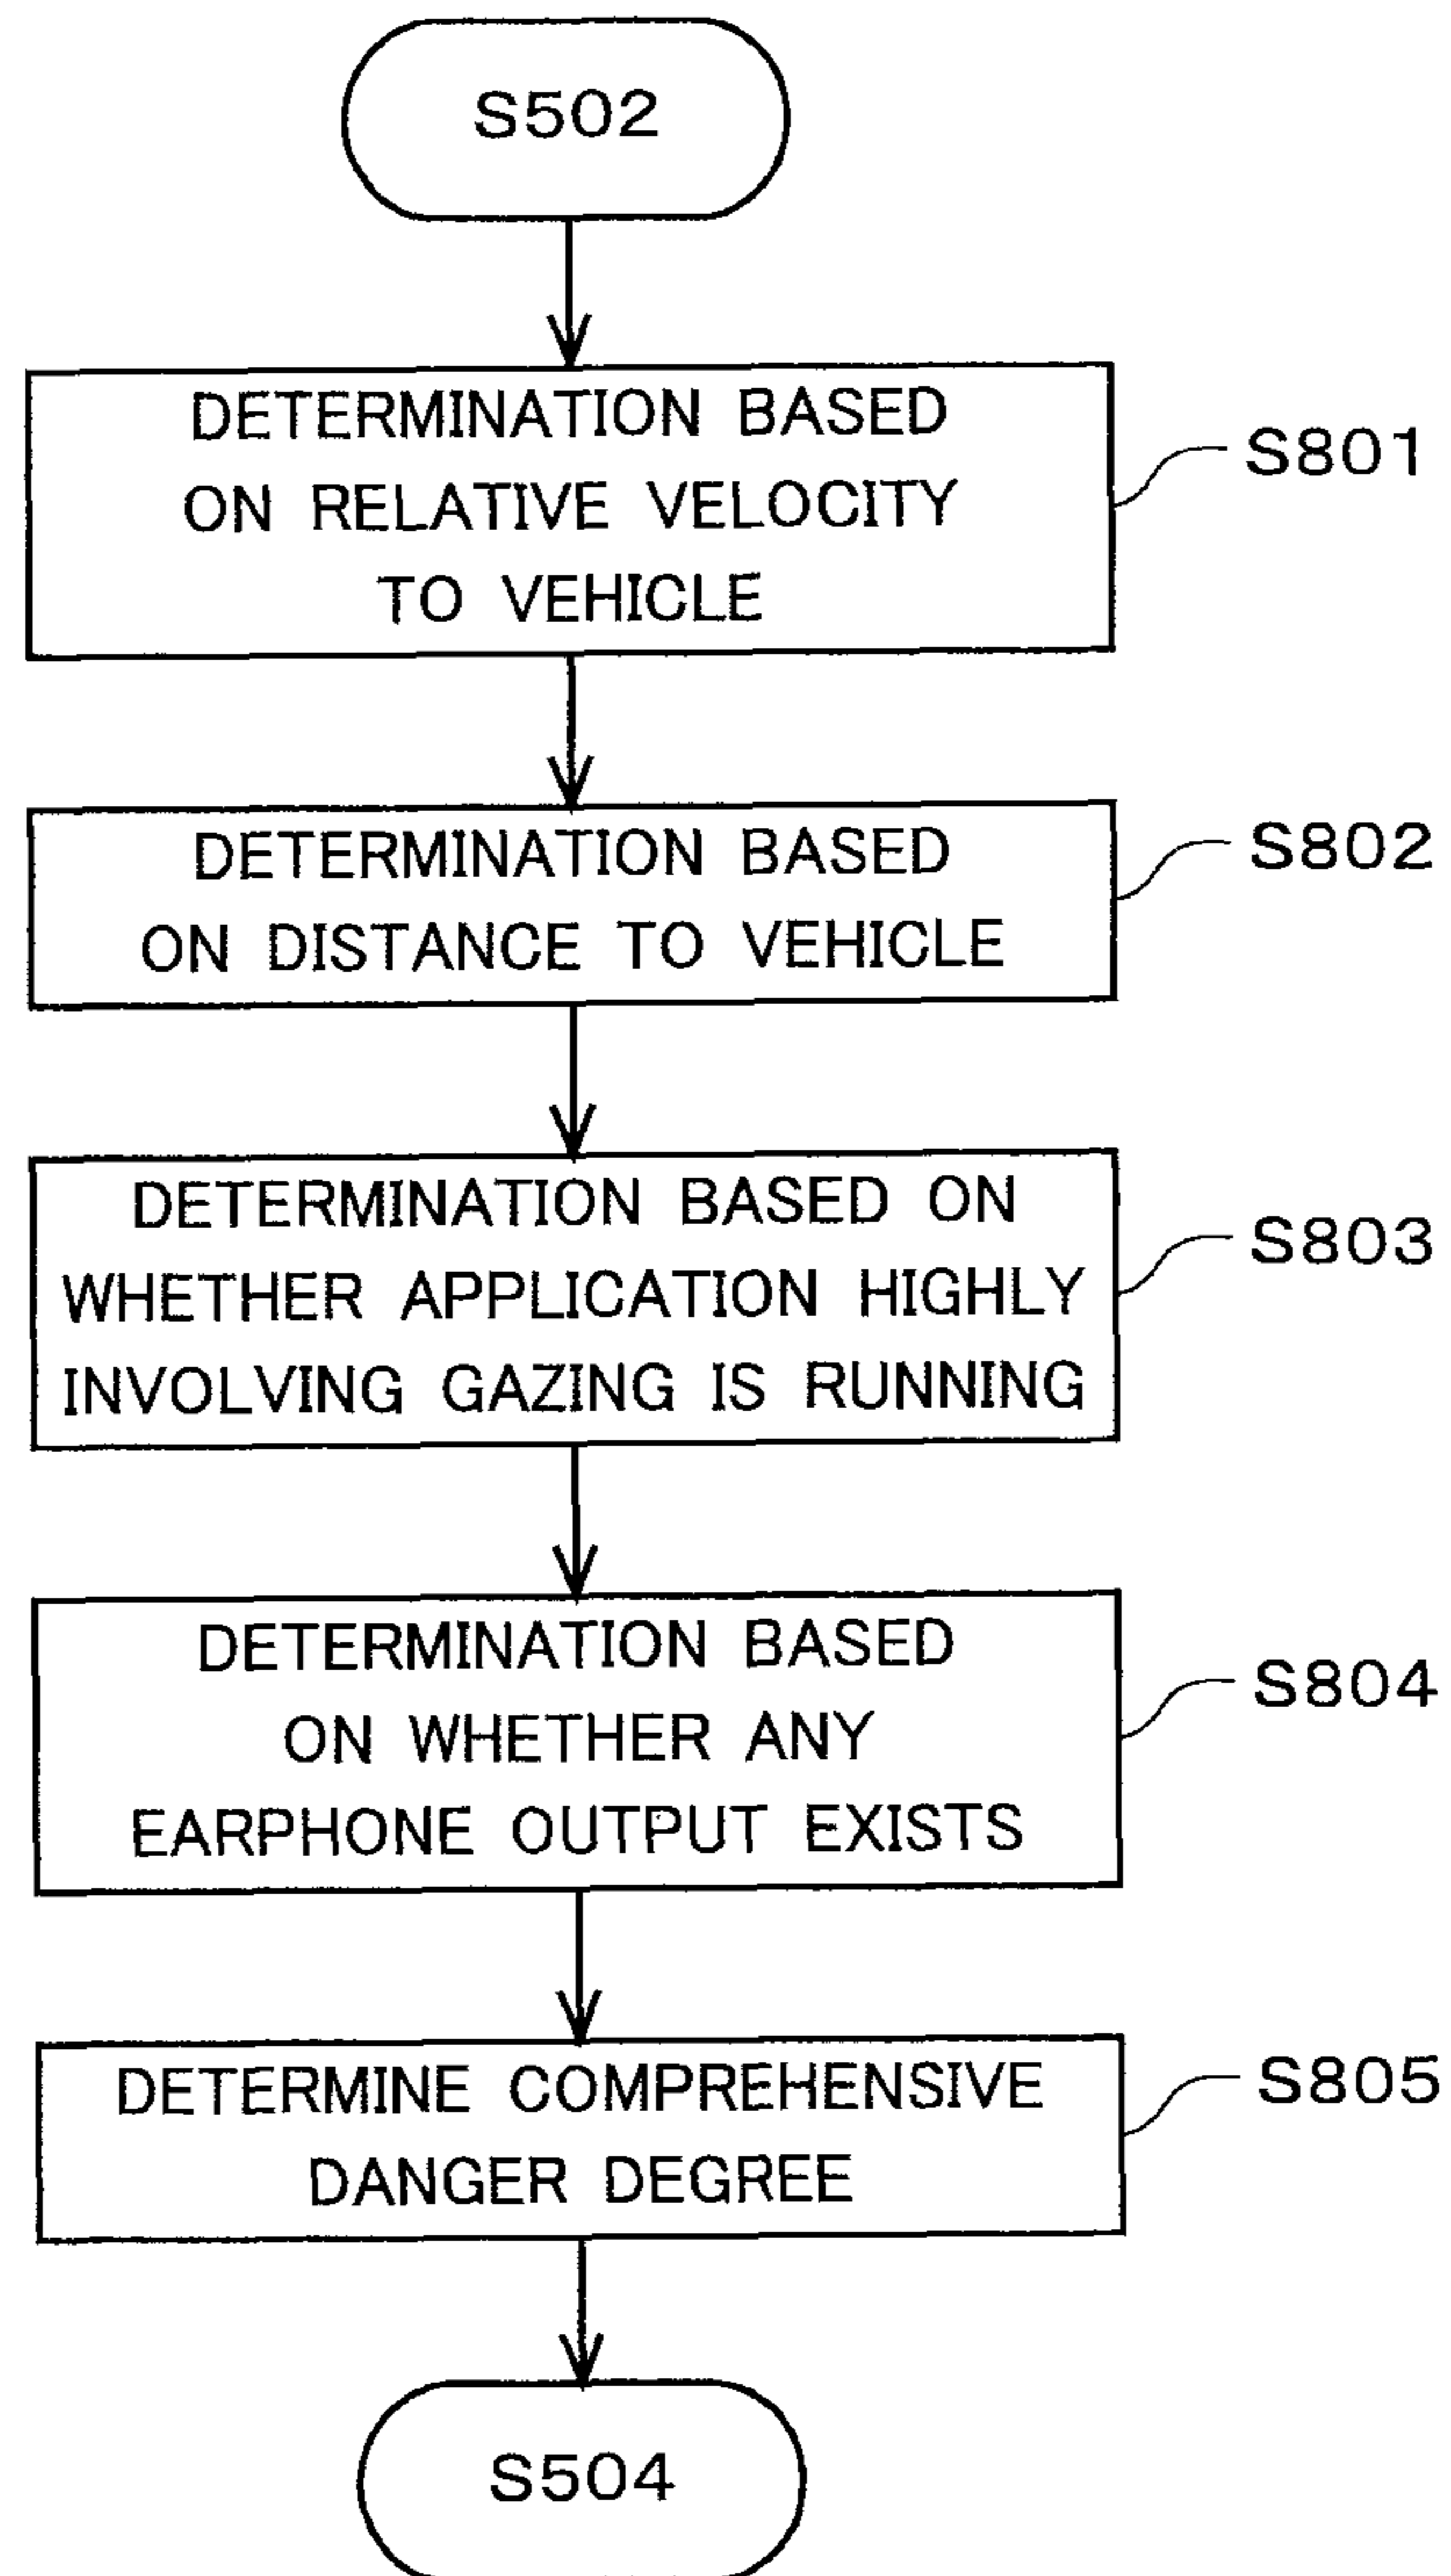 S502
DETERMINATION BASED
ON RELATIVE VELOCITY
TO VEHICLE
S801
DETERMINATION BASED
ON DISTANCE TO VEHICLE
S802
DETERMINATION BASED ON
WHETHER APPLICATION HIGHLY
INVOLVING GAZING IS RUNNING
S803
DETERMINATION BASED
ON WHETHER ANY
EARPHONE OUTPUT EXISTS
S804
DETERMINE COMPREHENSIVE
DANGER DEGREE
S805
S504